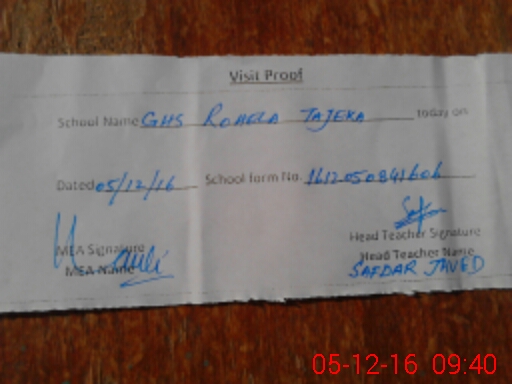 Visit Proof
School Name GHS ROHELA TAJEKA today on
Dated 05/12/16 School form No. 1612050841606
MEA Signature
MEA Name
Head Teacher Signature
Head Teacher Name
SAFDAR JAVED
05-12-16 09:40